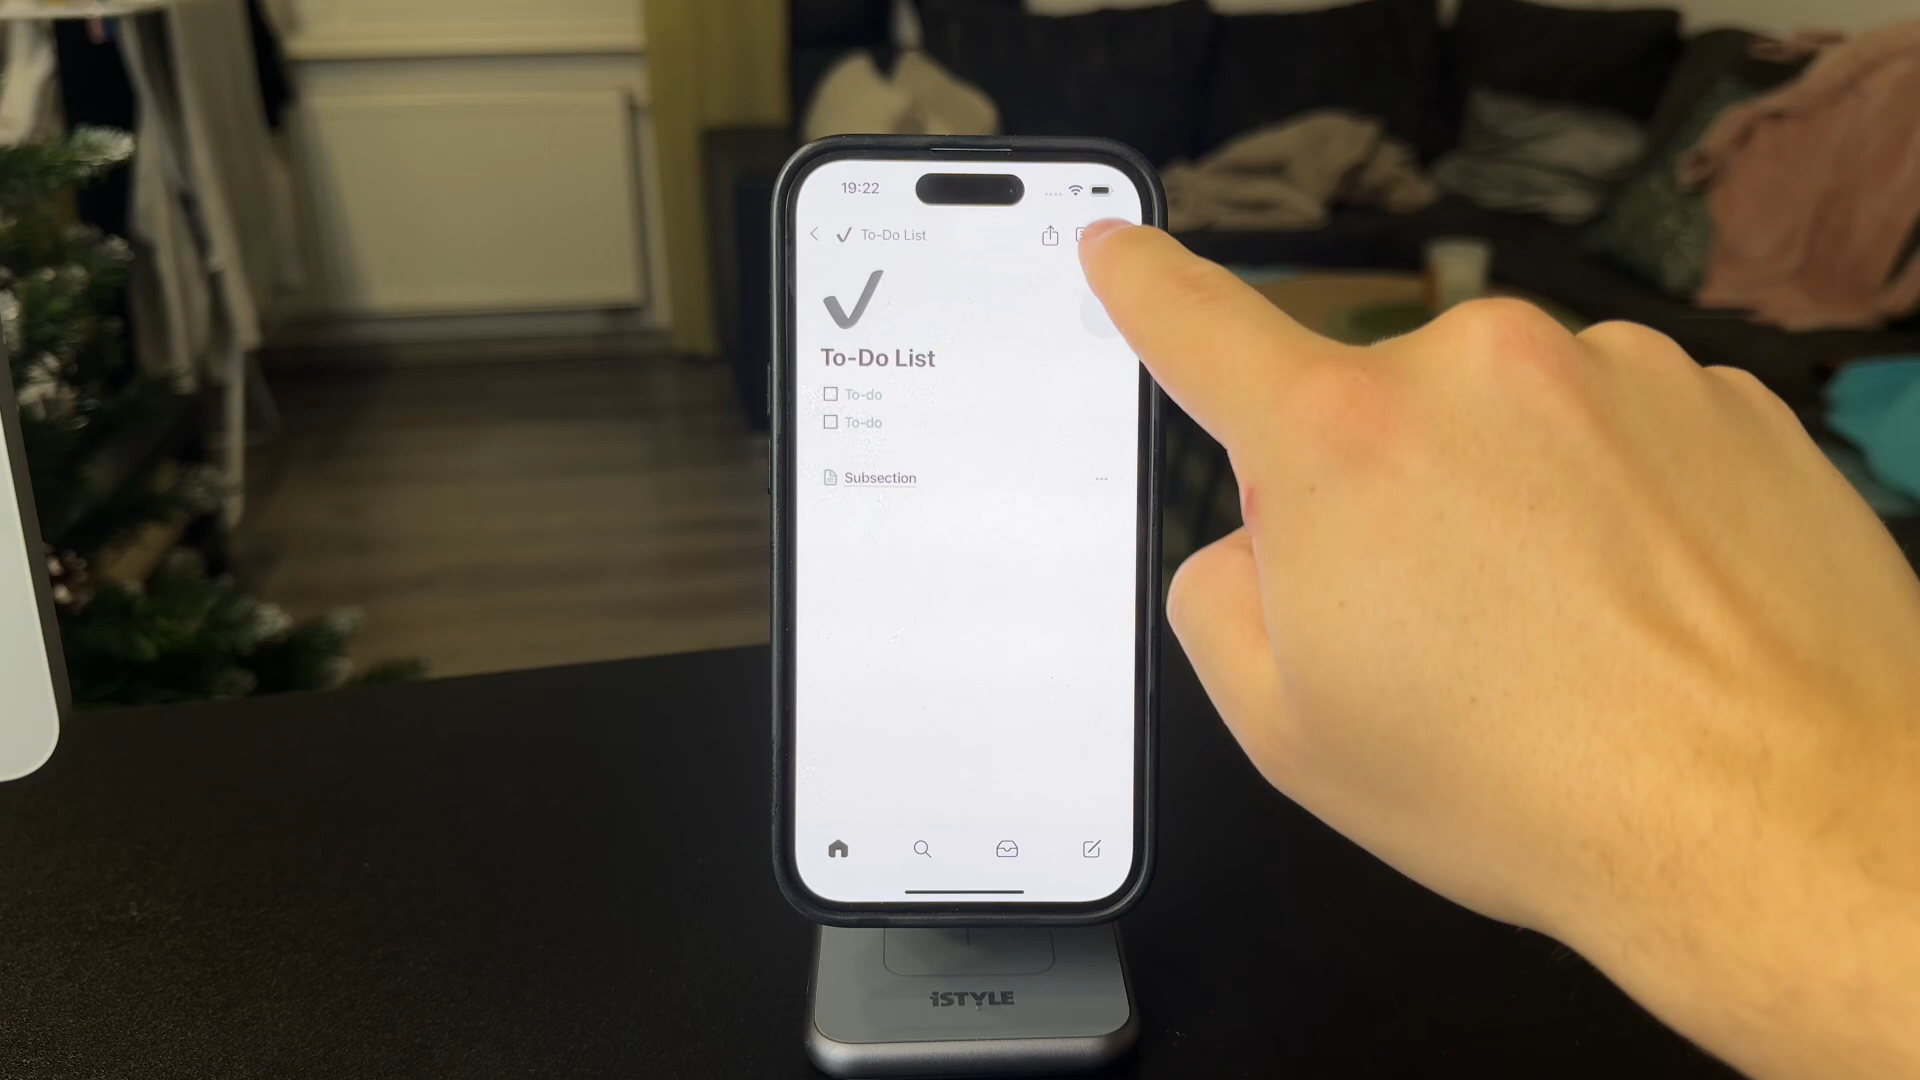 19:22
To-Do List
To-Do List
To-do
To-do
Subsection
iSTYLE